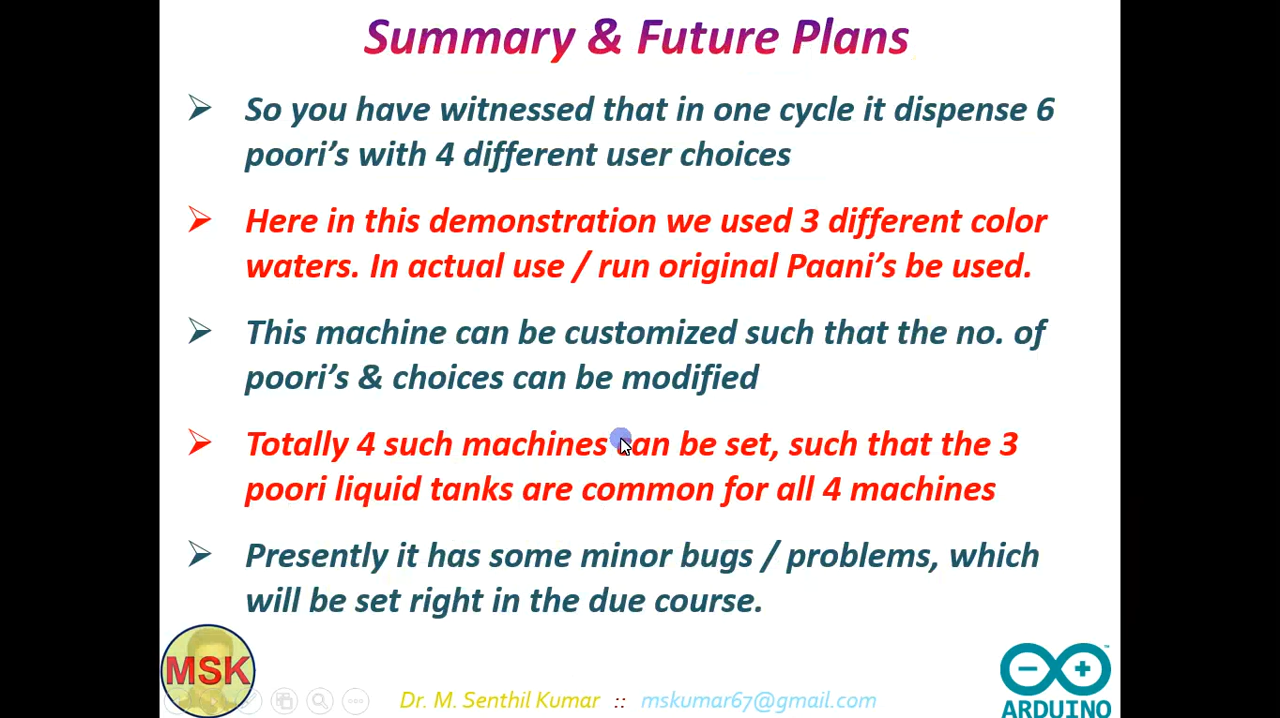 Summary & Future Plans
So you have witnessed that in one cycle it dispense 6
poori’s with 4 different user choices
Here in this demonstration we used 3 different color
waters. In actual use / run original Paani’s be used.
This machine can be customized such that the no. of
poori’s & choices can be modified
Totally 4 such machines can be set, such that the 3
poori liquid tanks are common for all 4 machines
Presently it has some minor bugs / problems, which
will be set right in the due course.
MSK
Dr. M. Senthil Kumar :: mskumar67@gmail.com
ARDUINO